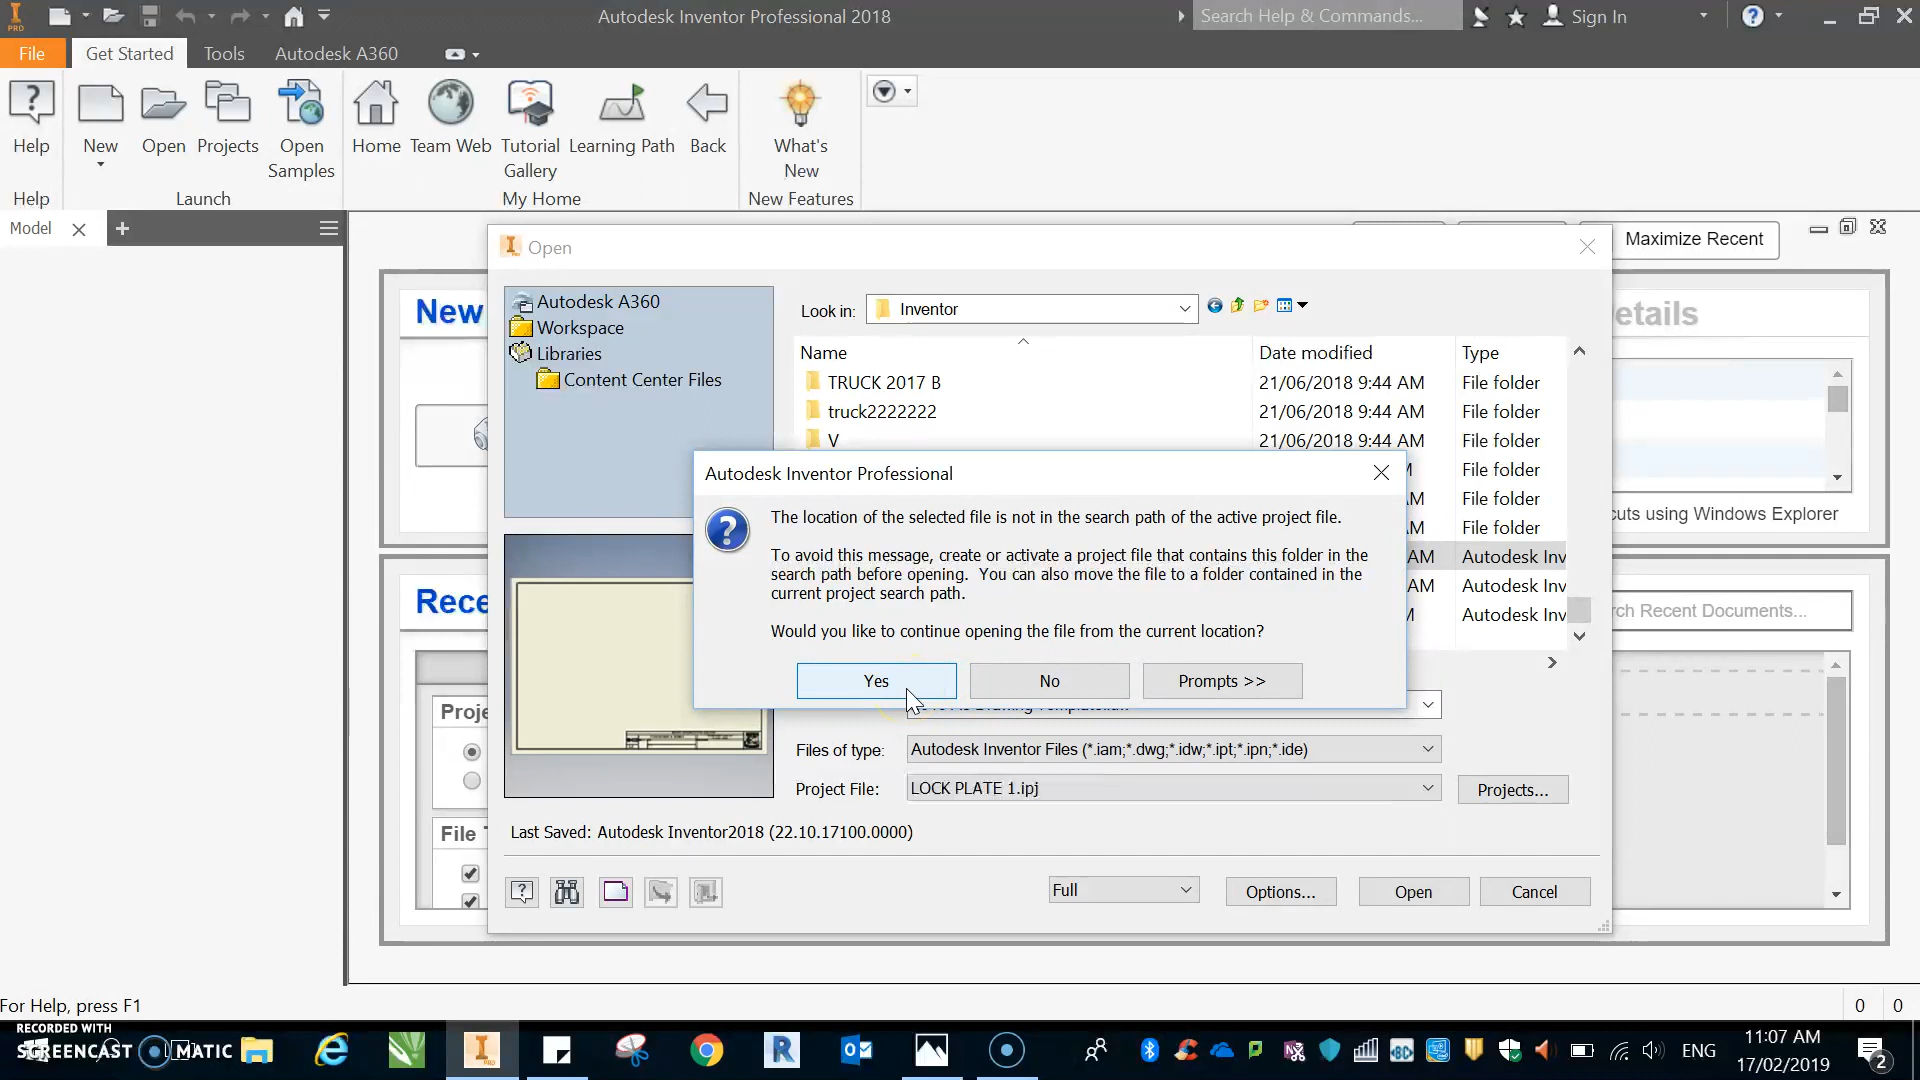 PRO
Autodesk Inventor Professional 2018
Search Help & Commands...
Sign In
File
Get Started
Tools
Autodesk A360
Help
New
Open
Projects
Open Samples
Home
Team Web
Tutorial Gallery
Learning Path
Back
What's New
Help
Launch
My Home
New Features
Model
Maximize Recent
Open
New
etails
Autodesk A360
Workspace
Libraries
Content Center Files
Look in:
Inventor
Name
Date modified
Type
TRUCK 2017 B
21/06/2018 9:44 AM
File folder
truck2222222
21/06/2018 9:44 AM
File folder
V
21/06/2018 9:44 AM
File folder
File folder
File folder
File folder
AM
Autodesk Inv
AM
Autodesk Inv
Autodesk Inv
cuts using Windows Explorer
Autodesk Inventor Professional
The location of the selected file is not in the search path of the active project file.
To avoid this message, create or activate a project file that contains this folder in the
search path before opening. You can also move the file to a folder contained in the
current project search path.
Would you like to continue opening the file from the current location?
Yes
No
Prompts >>
Rece
rch Recent Documents...
Proje
File T
Files of type:
Autodesk Inventor Files (*.iam;*.dwg;*.idw;*.ipt;*.ipn;*.ide)
Project File:
LOCK PLATE 1.ipj
Projects...
Last Saved: Autodesk Inventor2018 (22.10.17100.0000)
Full
Options...
Open
Cancel
For Help, press F1
0
0
RECORDED WITH
SCREENCAST MATIC
ENG
11:07 AM
17/02/2019
2